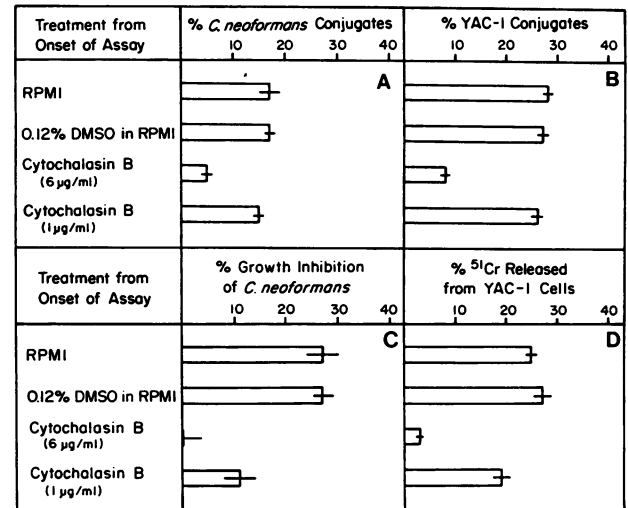 Treatment from
Onset of Assay
% C. neoformans Conjugates
10 20 30 40
% YAC-1 Conjugates
10 20 30 40
A
B
RPMI
0.12% DMSO in RPMI
Cytochalasin B
(6 μg/ml)
Cytochalasin B
(1 μg/ml)
Treatment from
Onset of Assay
% Growth Inhibition
of C. neoformans
10 20 30 40
% 51Cr Released
from YAC-1 Cells
10 20 30 40
C
D
RPMI
0.12% DMSO in RPMI
Cytochalasin B
(6 μg/ml)
Cytochalasin B
(1 μg/ml)